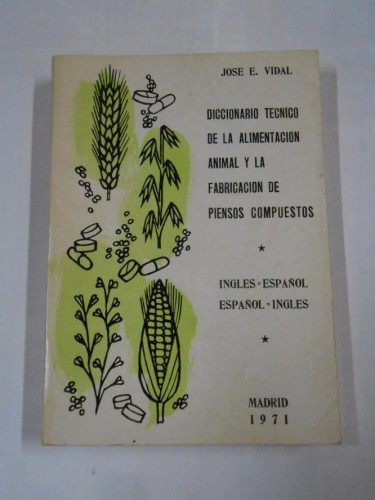 JOSE E. VIDAL
DICCIONARIO TECNICO
DE LA ALIMENTACION
ANIMAL Y LA
FABRICACION DE
PIENSOS COMPUESTOS
★
INGLES-ESPAÑOL
ESPAÑOL-INGLES
★
MADRID
1971